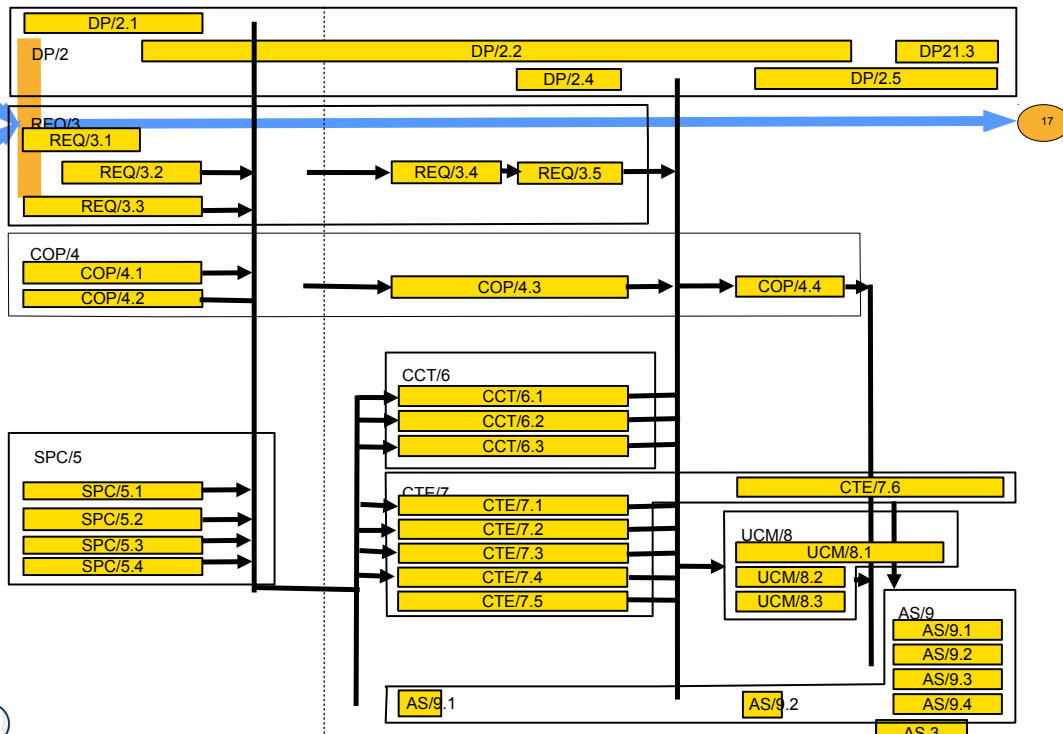 DP/2.1
DP/2
DP/2.2
DP21.3
DP/2.4
DP/2.5
17
REQ/3
REQ/3.1
REQ/3.2
REQ/3.4
REQ/3.5
REQ/3.3
COP/4
COP/4.1
COP/4.2
COP/4.3
COP/4.4
CCT/6
CCT/6.1
CCT/6.2
CCT/6.3
SPC/5
SPC/5.1
SPC/5.2
SPC/5.3
SPC/5.4
CTE/7
CTE/7.1
CTE/7.2
CTE/7.3
CTE/7.4
CTE/7.5
CTE/7.6
UCM/8
UCM/8.1
UCM/8.2
UCM/8.3
AS/9
AS/9.1
AS/9.2
AS/9.3
AS/9.4
AS/9.1
AS/9.2
AS.3